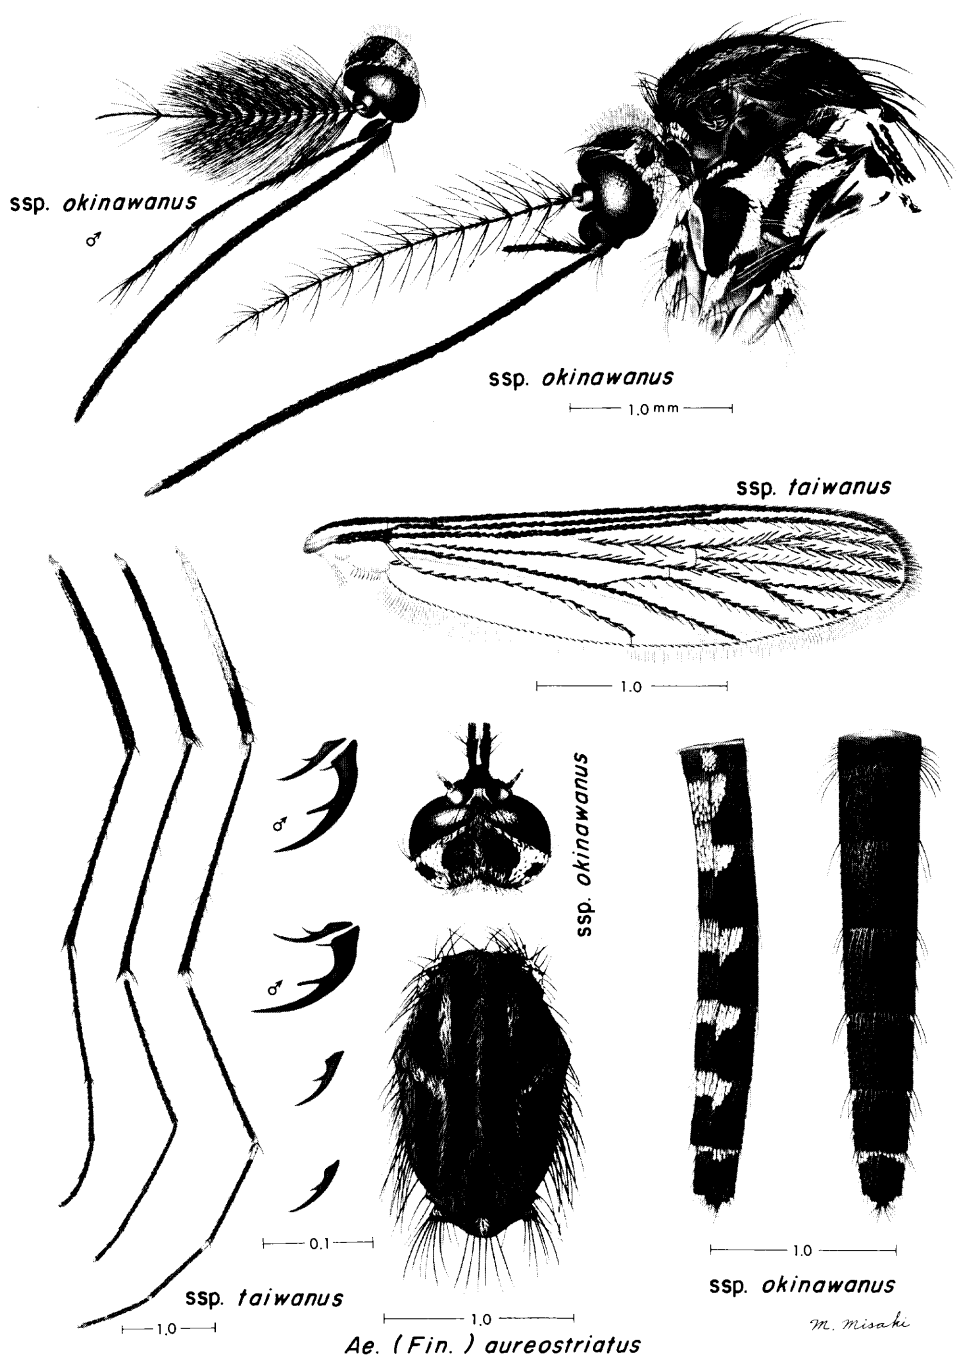 ssp. okinawanus
♂
ssp. okinawanus
1.0 mm
ssp. taiwanus
1.0
♂
ssp. okinawanus
♂
0.1
1.0
ssp. taiwanus
1.0
ssp. okinawanus
1.0
M. Misaki
Ae. (Fin.) aureostriatus